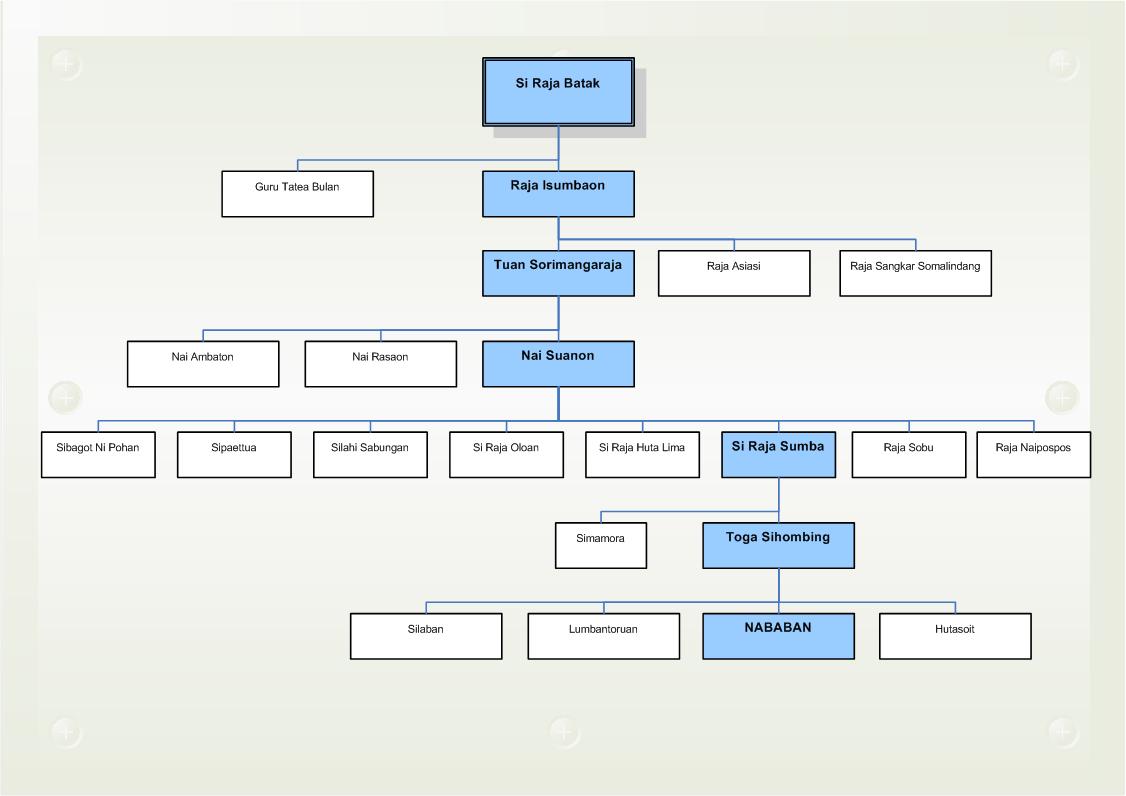 Si Raja Batak
Guru Tatea Bulan
Raja Isumbaon
Tuan Sorimangaraja
Raja Asiasi
Raja Sangkar Somalindang
Nai Ambaton
Nai Rasaon
Nai Suanon
Sibagot Ni Pohan
Sipaettua
Silahi Sabungan
Si Raja Oloan
Si Raja Huta Lima
Si Raja Sumba
Raja Sobu
Raja Naipospos
Simamora
Toga Sihombing
Silaban
Lumbantoruan
NABABAN
Hutasoit